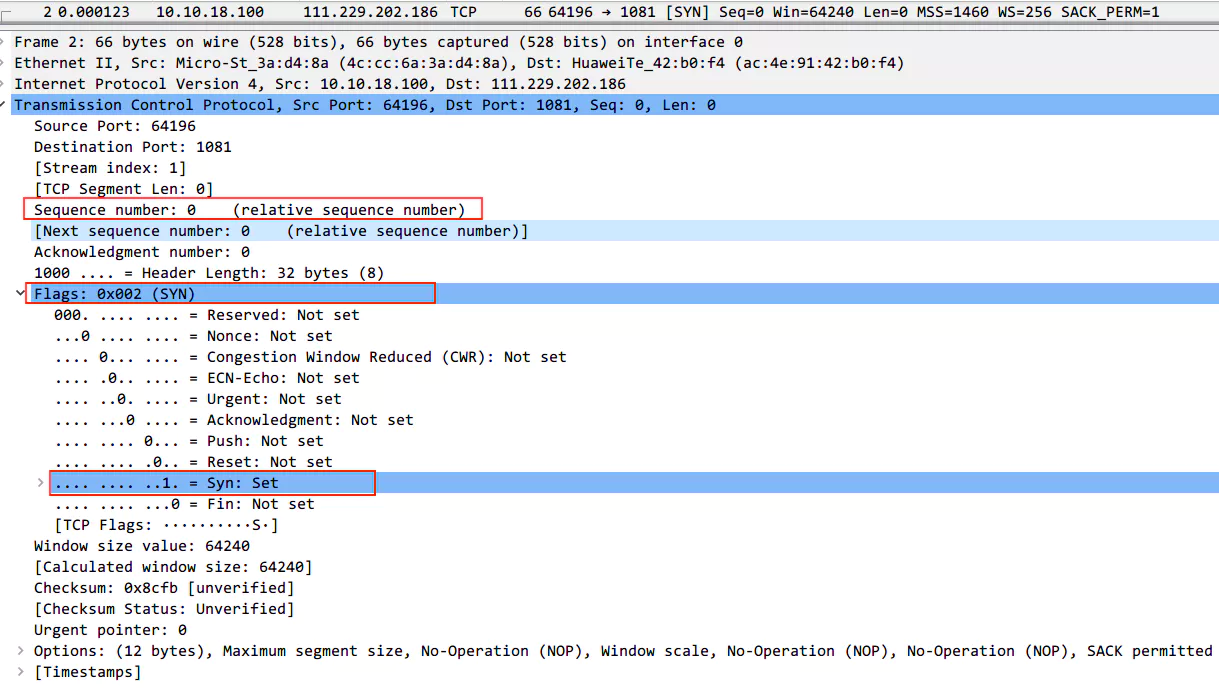 2 0.000123 10.10.18.100 111.229.202.186 TCP 66 64196 → 1081 [SYN] Seq=0 Win=64240 Len=0 MSS=1460 WS=256 SACK_PERM=1
Frame 2: 66 bytes on wire (528 bits), 66 bytes captured (528 bits) on interface 0
Ethernet II, Src: Micro-St_3a:d4:8a (4c:cc:6a:3a:d4:8a), Dst: HuaweiTe_42:b0:f4 (ac:4e:91:42:b0:f4)
Internet Protocol Version 4, Src: 10.10.18.100, Dst: 111.229.202.186
Transmission Control Protocol, Src Port: 64196, Dst Port: 1081, Seq: 0, Len: 0
Source Port: 64196
Destination Port: 1081
[Stream index: 1]
[TCP Segment Len: 0]
Sequence number: 0 (relative sequence number)
[Next sequence number: 0 (relative sequence number)]
Acknowledgment number: 0
1000 .... = Header Length: 32 bytes (8)
Flags: 0x002 (SYN)
000. .... .... = Reserved: Not set
...0 .... .... = Nonce: Not set
.... 0... .... = Congestion Window Reduced (CWR): Not set
.... .0.. .... = ECN-Echo: Not set
.... ..0. .... = Urgent: Not set
.... ...0 .... = Acknowledgment: Not set
.... .... 0... = Push: Not set
.... .... .0.. = Reset: Not set
.... .... ..1. = Syn: Set
.... .... ...0 = Fin: Not set
[TCP Flags: ··········S·]
Window size value: 64240
[Calculated window size: 64240]
Checksum: 0x8cfb [unverified]
[Checksum Status: Unverified]
Urgent pointer: 0
Options: (12 bytes), Maximum segment size, No-Operation (NOP), Window scale, No-Operation (NOP), No-Operation (NOP), SACK permitted
[Timestamps]